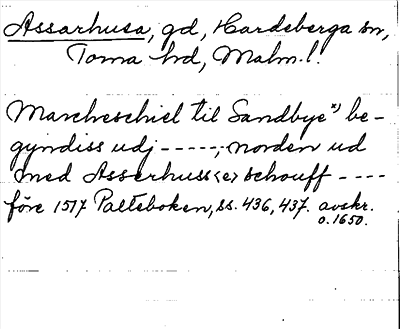 Assarhusa, gd, Hardeberga sn,
Torna hd, Malm.l.
Marcheschiel til Sandbye x) be-
gyndiss udj -----; norden ud
med Asserhuss<e> schouff ----
före 1517 Palteboken, ss. 436, 437. avskr.
o. 1650.